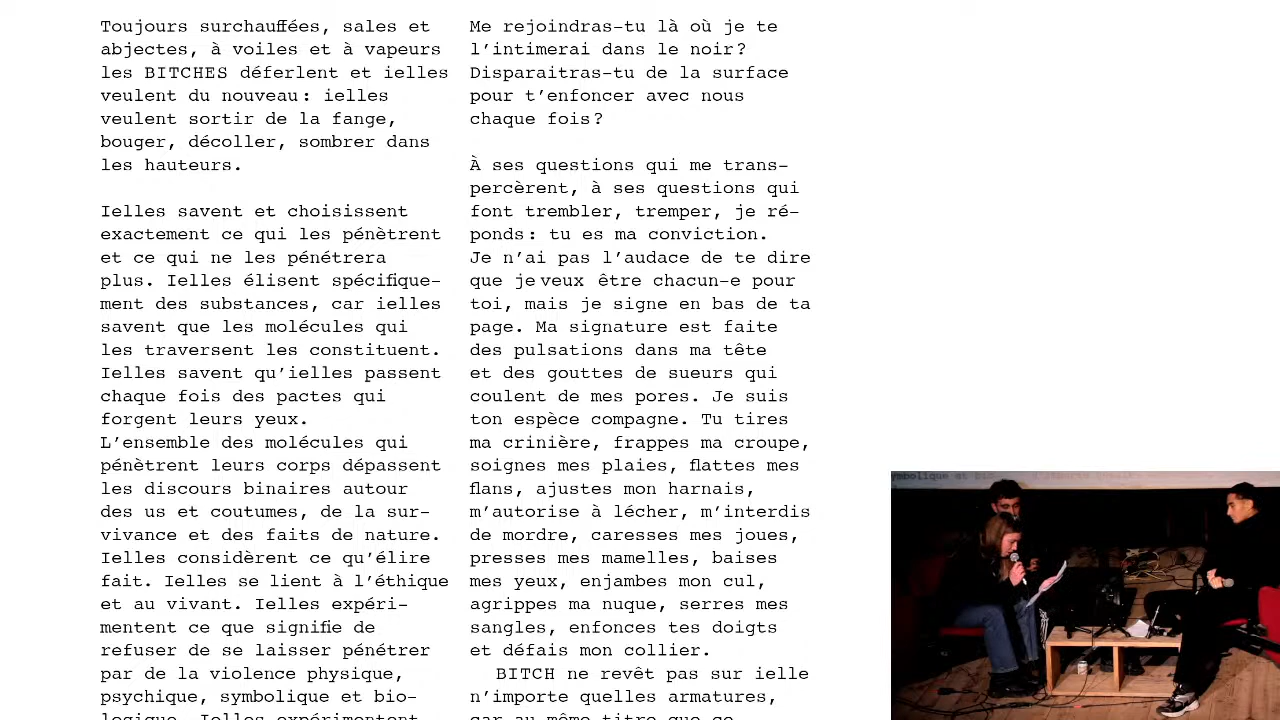 Toujours surchauffées, sales et
abjectes, à voiles et à vapeurs
les BITCHES déferlent et ielles
veulent du nouveau : ielles
veulent sortir de la fange,
bouger, décoller, sombrer dans
les hauteurs.
Ielles savent et choisissent
exactement ce qui les pénètrent
et ce qui ne les pénétrera
plus. Ielles élisent spécifique-
ment des substances, car ielles
savent que les molécules qui
les traversent les constituent.
Ielles savent qu'ielles passent
chaque fois des pactes qui
forgent leurs yeux.
L'ensemble des molécules qui
pénètrent leurs corps dépassent
les discours binaires autour
des us et coutumes, de la sur-
vivance et des faits de nature.
Ielles considèrent ce qu'élire
fait. Ielles se lient à l'éthique
et au vivant. Ielles expéri-
mentent ce que signifie de
refuser de se laisser pénétrer
par de la violence physique,
psychique, symbolique et bio-
logique. Ielles expérimentent
Me rejoindras-tu là où je te
l'intimerai dans le noir ?
Disparaitras-tu de la surface
pour t'enfoncer avec nous
chaque fois ?
À ses questions qui me trans-
percèrent, à ses questions qui
font trembler, tremper, je ré-
ponds : tu es ma conviction.
Je n'ai pas l'audace de te dire
que je veux être chacun-e pour
toi, mais je signe en bas de ta
page. Ma signature est faite
des pulsations dans ma tête
et des gouttes de sueurs qui
coulent de mes pores. Je suis
ton espèce compagne. Tu tires
ma crinière, frappes ma croupe,
soignes mes plaies, flattes mes
flans, ajustes mon harnais,
m'autorise à lécher, m'interdis
de mordre, caresses mes joues,
presses mes mamelles, baises
mes yeux, enjambes mon cul,
agrippes ma nuque, serres mes
sangles, enfonces tes doigts
et défais mon collier.
BITCH ne revêt pas sur ielle
n'importe quelles armatures,
car au même titre que ce
symbolique et